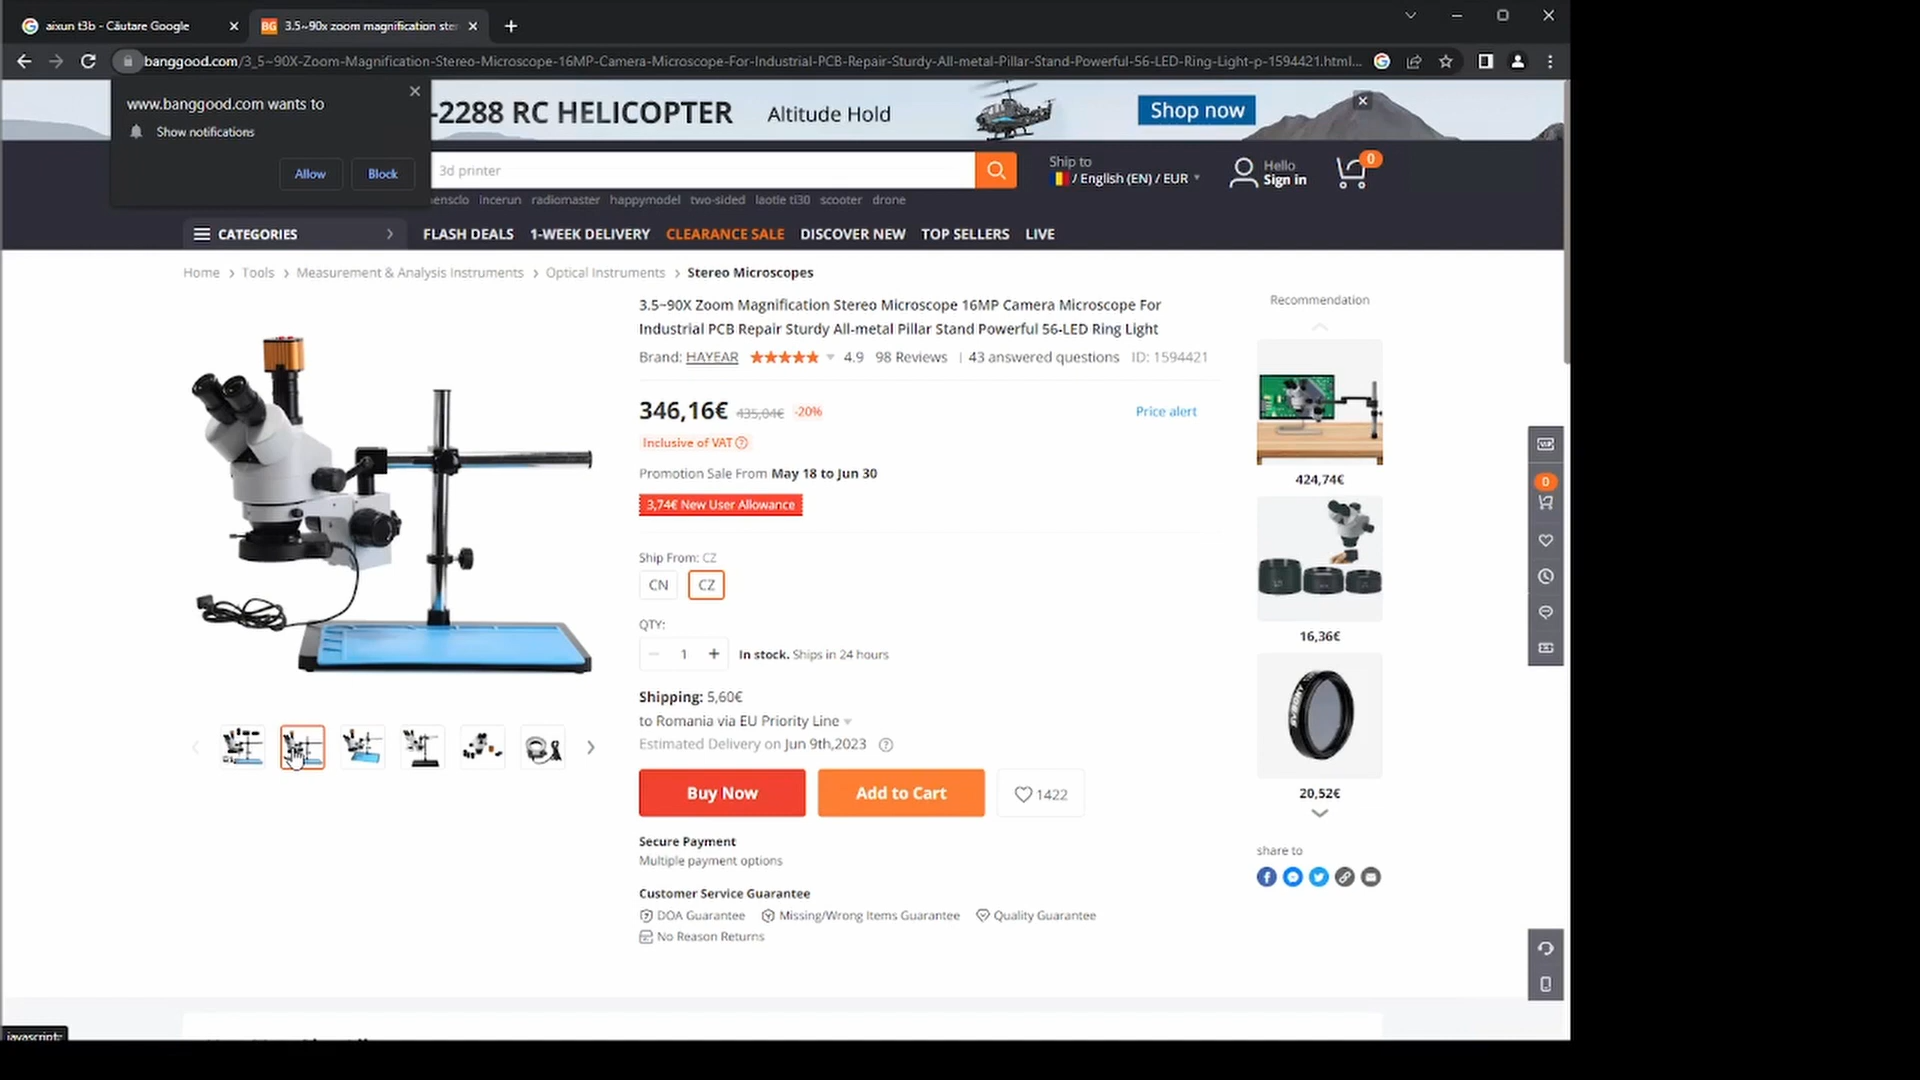 aixun t3b - Căutare Google
BG 3.5~90x zoom magnification ste
banggood.com/3_5~90X-Zoom-Magnification-Stereo-Microscope-16MP-Camera-Microscope-For-Industrial-PCB-Repair-Sturdy-All-metal-Pillar-Stand-Powerful-56-LED-Ring-Light-p-1594421.html...
www.banggood.com wants to
Show notifications
Allow
Block
-2288 RC HELICOPTER
Altitude Hold
Shop now
3d printer
Ship to
/ English (EN) / EUR
Hello
Sign in
0
incerun radiomaster happymodel two-sided laotie tl30 scooter drone
CATEGORIES
FLASH DEALS 1-WEEK DELIVERY CLEARANCE SALE DISCOVER NEW TOP SELLERS LIVE
Home > Tools > Measurement & Analysis Instruments > Optical Instruments > Stereo Microscopes
3.5~90X Zoom Magnification Stereo Microscope 16MP Camera Microscope For
Industrial PCB Repair Sturdy All-metal Pillar Stand Powerful 56-LED Ring Light
Brand: HAYEAR 4.9 98 Reviews | 43 answered questions ID: 1594421
346,16€ 435,04€ -20%
Price alert
Inclusive of VAT
Promotion Sale From May 18 to Jun 30
3,74€ New User Allowance
Ship From: CZ
CN
CZ
QTY:
1
In stock. Ships in 24 hours
Shipping: 5,60€
to Romania via EU Priority Line
Estimated Delivery on Jun 9th,2023
Buy Now
Add to Cart
1422
Secure Payment
Multiple payment options
Customer Service Guarantee
DOA Guarantee Missing/Wrong Items Guarantee Quality Guarantee
No Reason Returns
Recommendation
424,74€
16,36€
20,52€
share to
0
javascript: